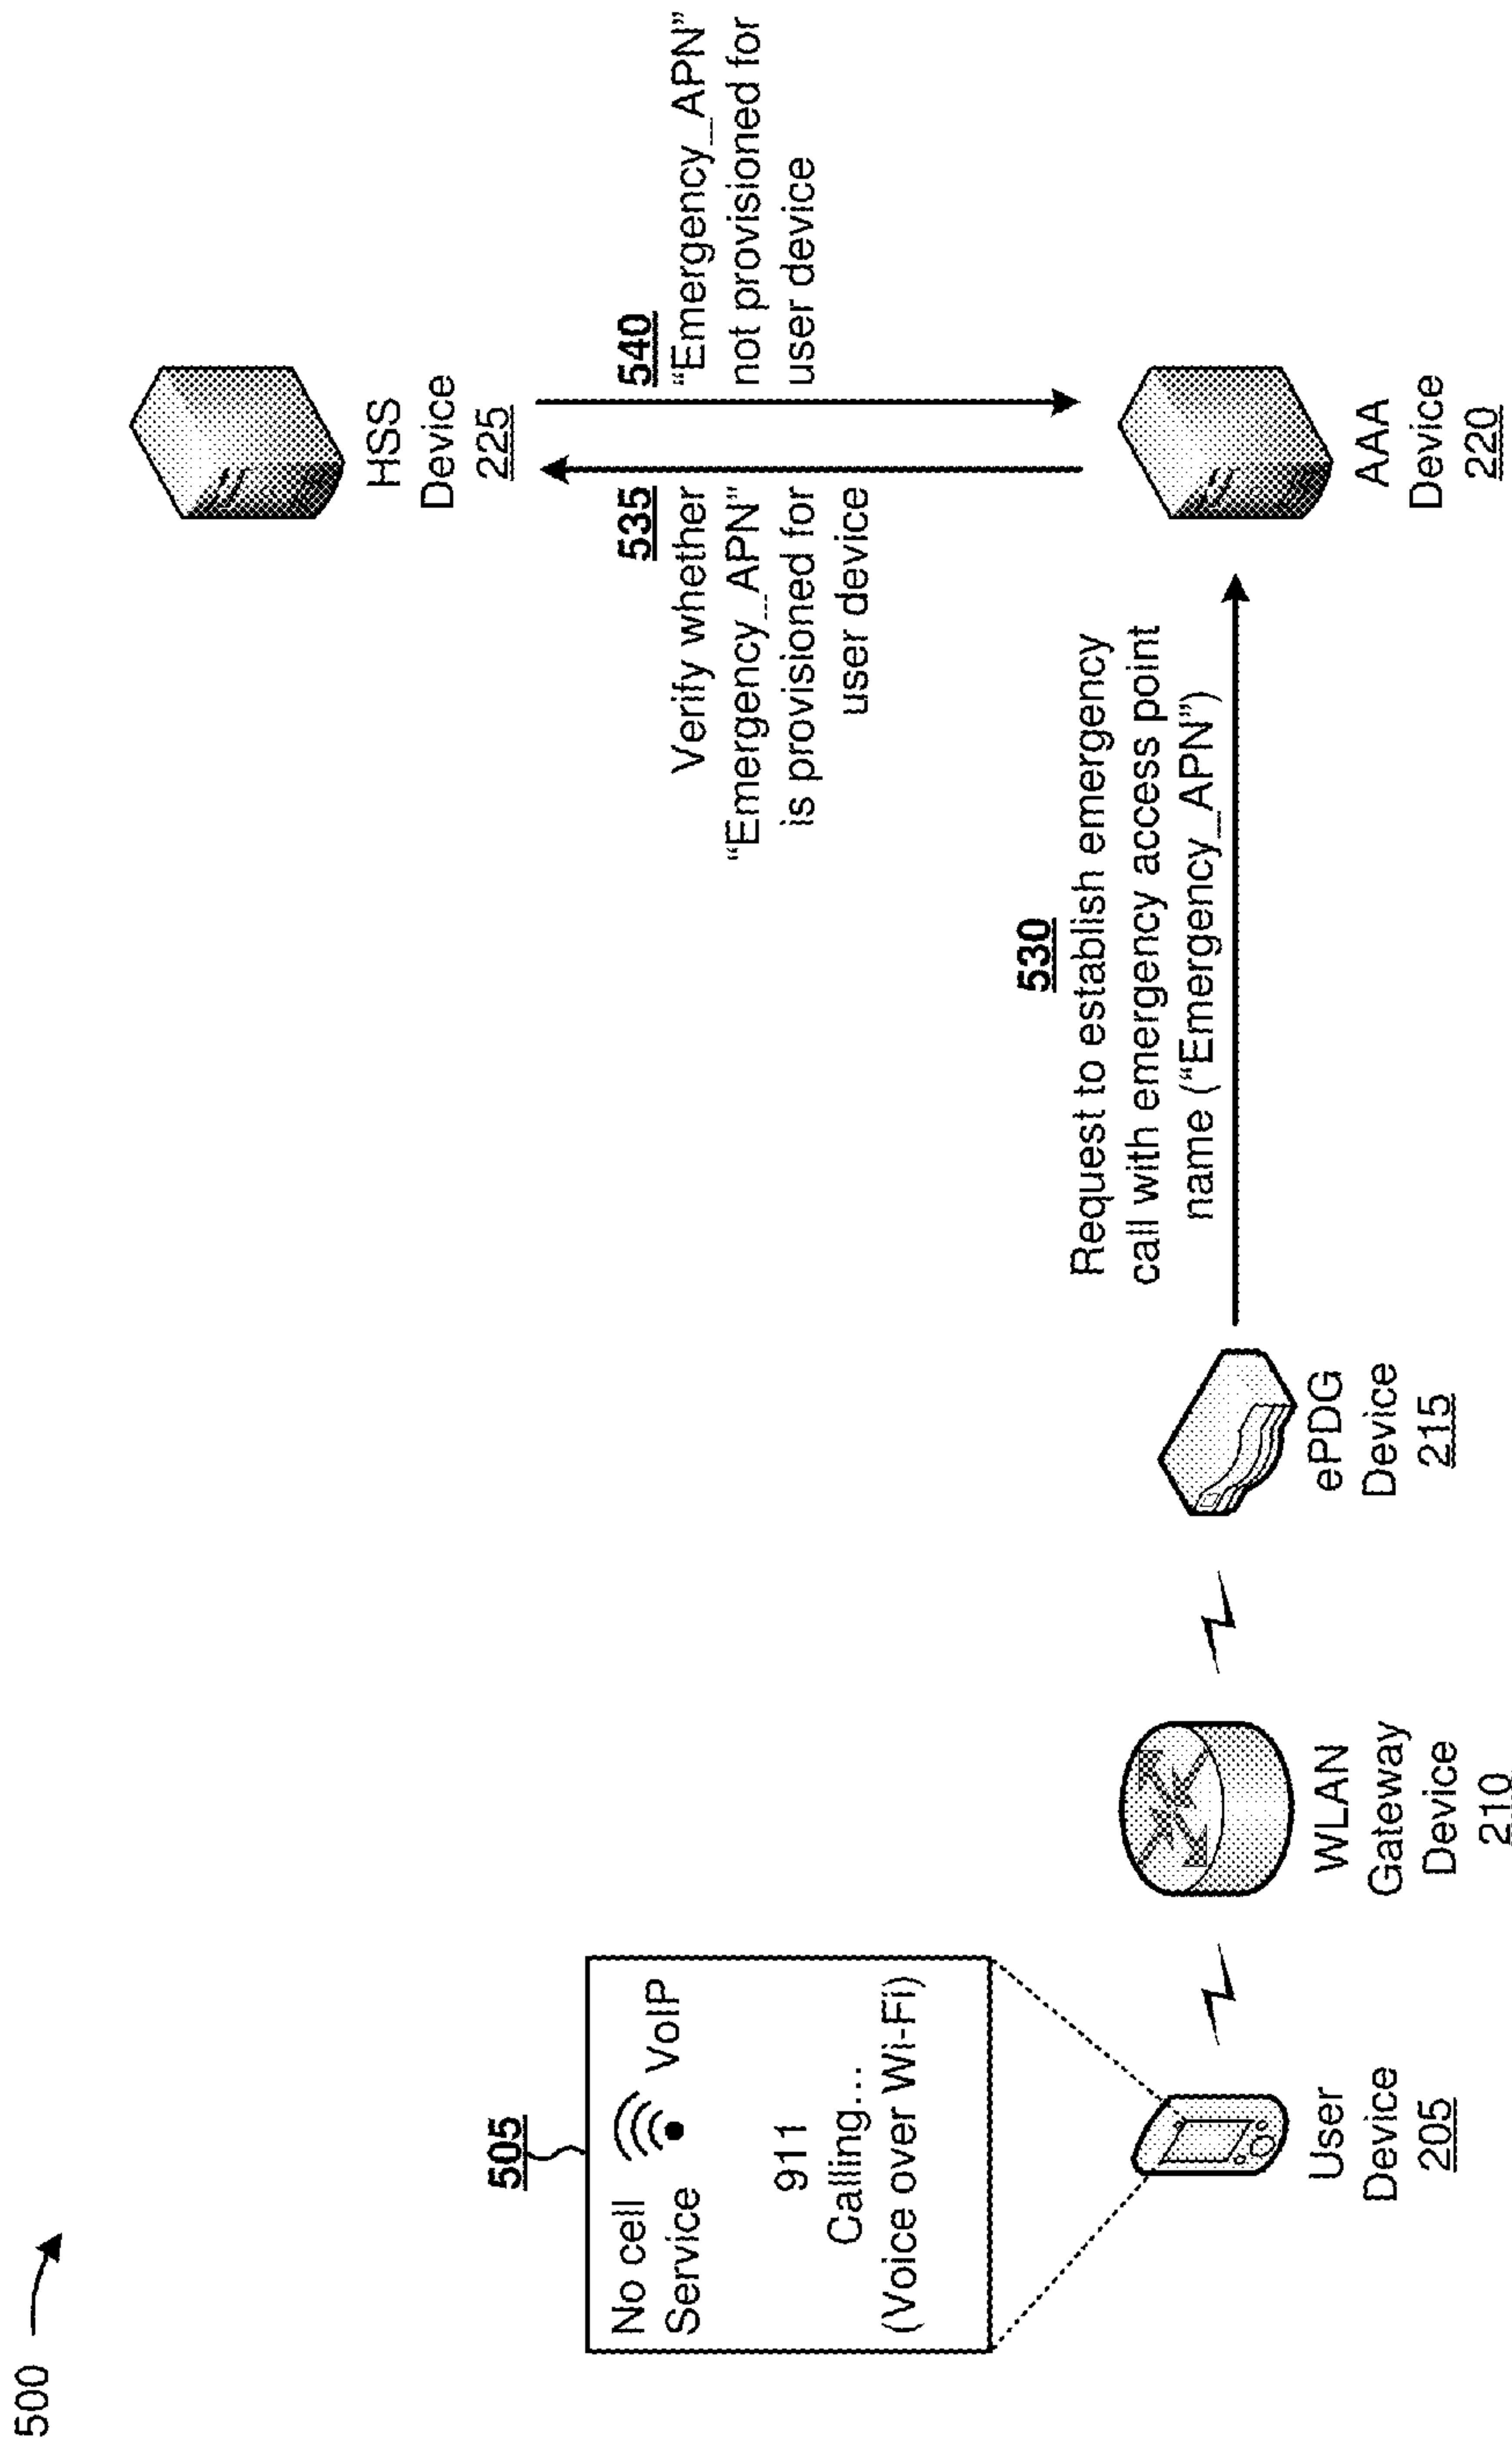 500
505
No cell
Service
VoIP
911
Calling...
(Voice over Wi-Fi)
User
Device
205
WLAN
Gateway
Device
210
ePDG
Device
215
530
Request to establish emergency
call with emergency access point
name (“Emergency_APN”)
HSS
Device
225
535
Verify whether
“Emergency_APN”
is provisioned for
user device
540
“Emergency_APN”
not provisioned for
user device
AAA
Device
220